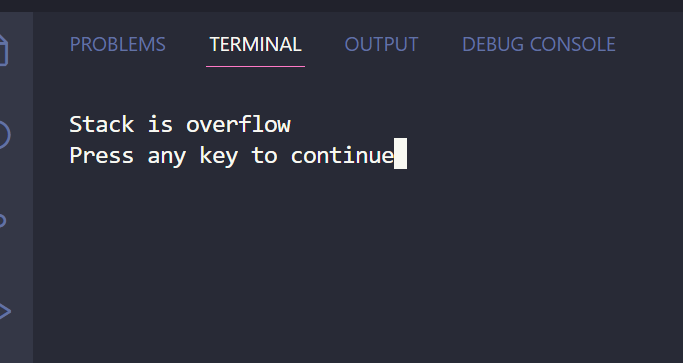 PROBLEMS TERMINAL OUTPUT DEBUG CONSOLE
Stack is overflow
Press any key to continue